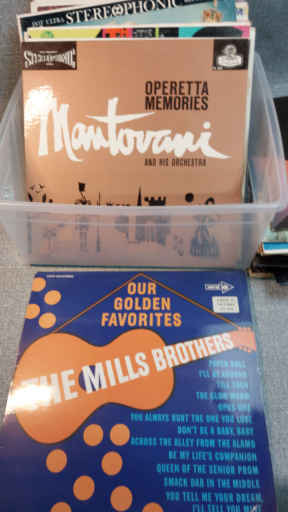 STEREOPHONIC
STEREOPHONIC
OPERETTA
MEMORIES
Mantovani
AND HIS ORCHESTRA
OUR
GOLDEN
FAVORITES
THE MILLS BROTHERS
PAPER DOLL
I'LL BE AROUND
TILL THEN
THE GLOW WORM
OPUS ONE
YOU ALWAYS HURT THE ONE YOU LOVE
DON'T BE A BABY, BABY
ACROSS THE ALLEY FROM THE ALAMO
BE MY LIFE'S COMPANION
QUEEN OF THE SENIOR PROM
SMACK DAB IN THE MIDDLE
YOU TELL ME YOUR DREAM,
I'LL TELL YOU MINE